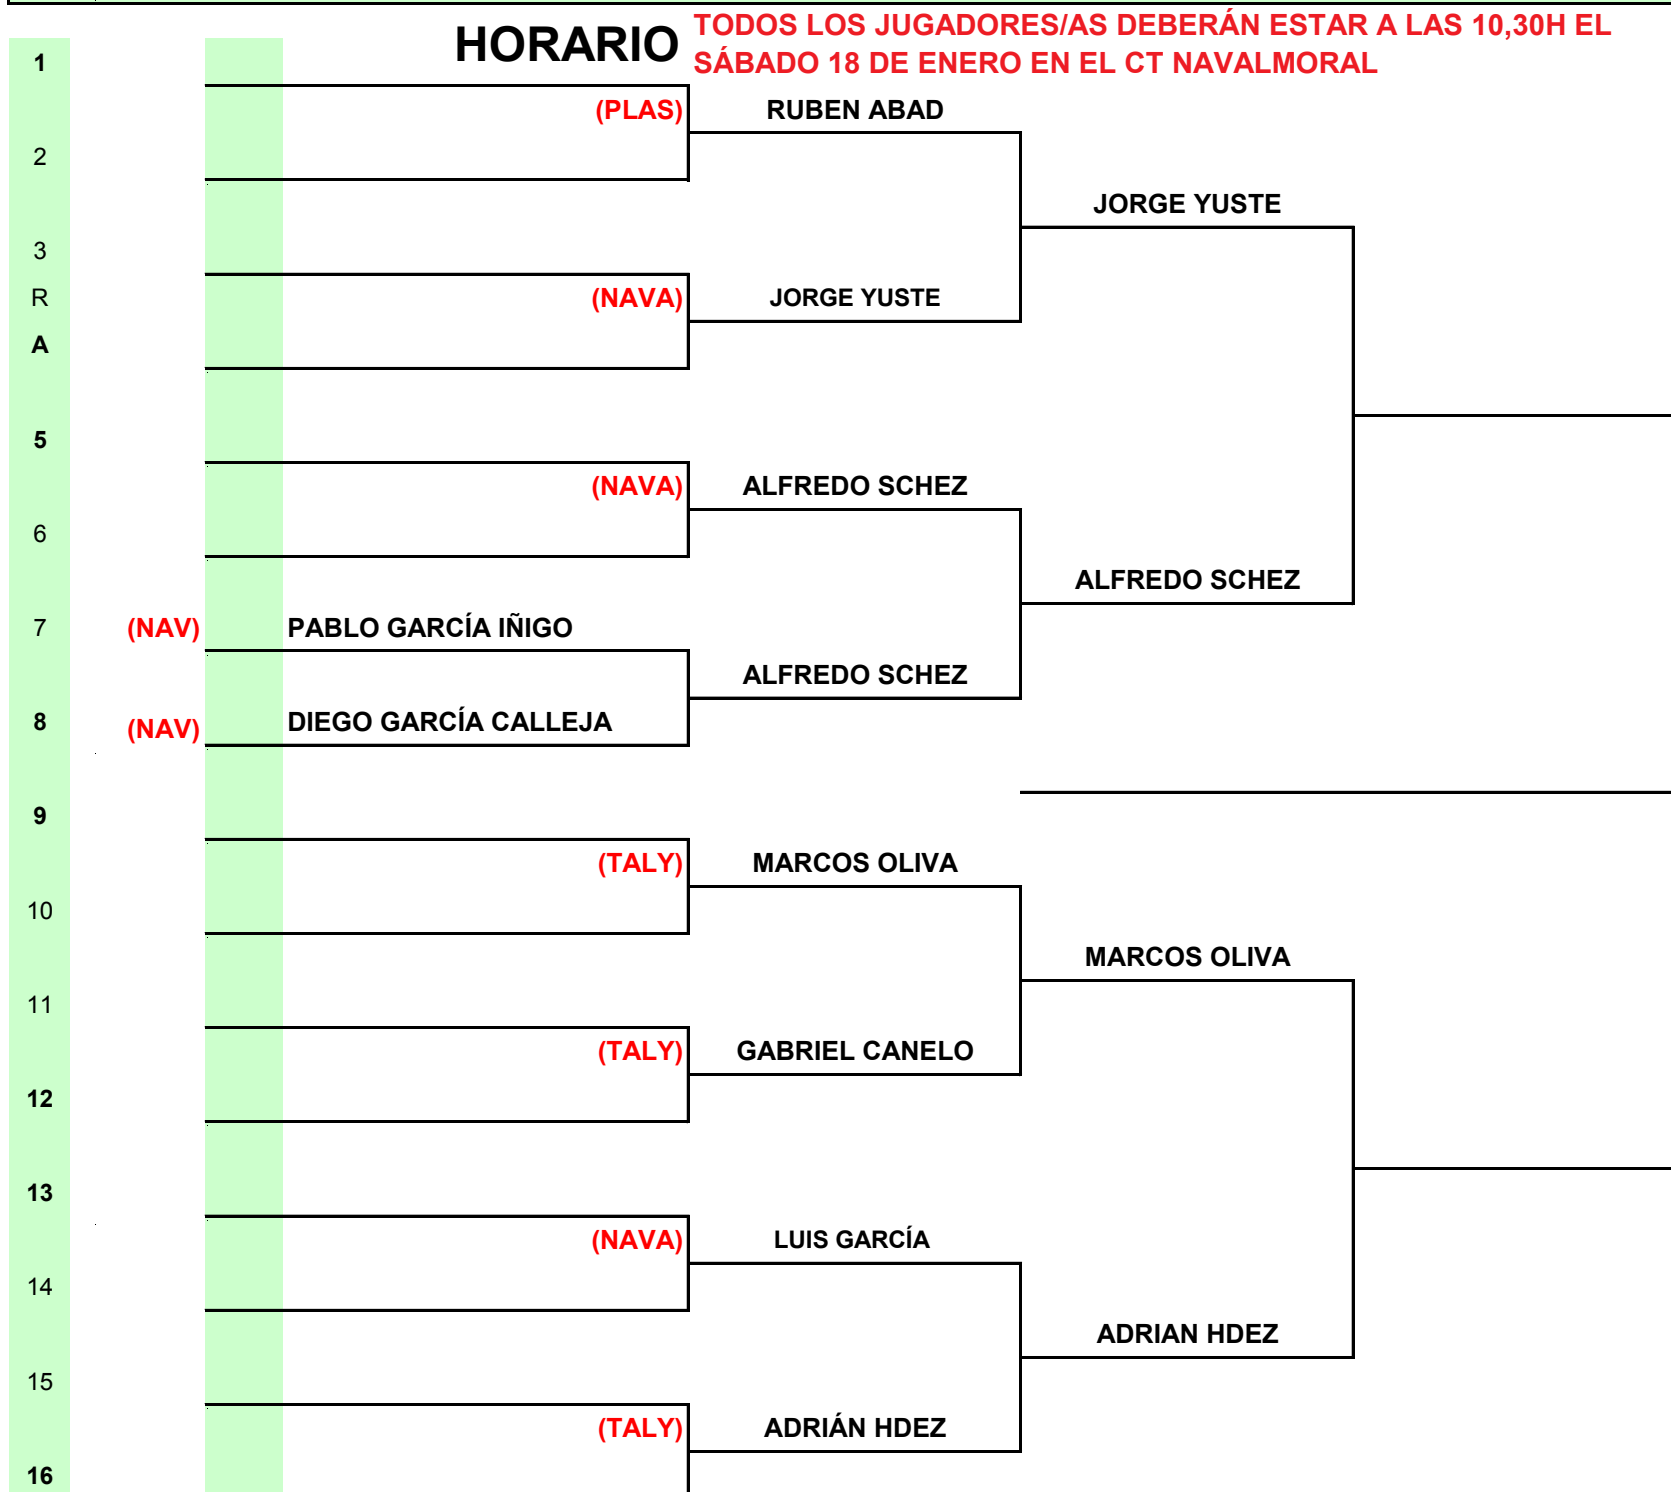 HORARIO
TODOS LOS JUGADORES/AS DEBERÁN ESTAR A LAS 10,30H EL
SÁBADO 18 DE ENERO EN EL CT NAVALMORAL
1
(PLAS) RUBEN ABAD
2
JORGE YUSTE
3
R (NAVA) JORGE YUSTE
A
5
(NAVA) ALFREDO SCHEZ
6
ALFREDO SCHEZ
7 (NAV) PABLO GARCÍA IÑIGO
ALFREDO SCHEZ
8 (NAV) DIEGO GARCÍA CALLEJA
9
(TALY) MARCOS OLIVA
10
MARCOS OLIVA
11
(TALY) GABRIEL CANELO
12
13
(NAVA) LUIS GARCÍA
14
ADRIAN HDEZ
15
(TALY) ADRIÁN HDEZ
16